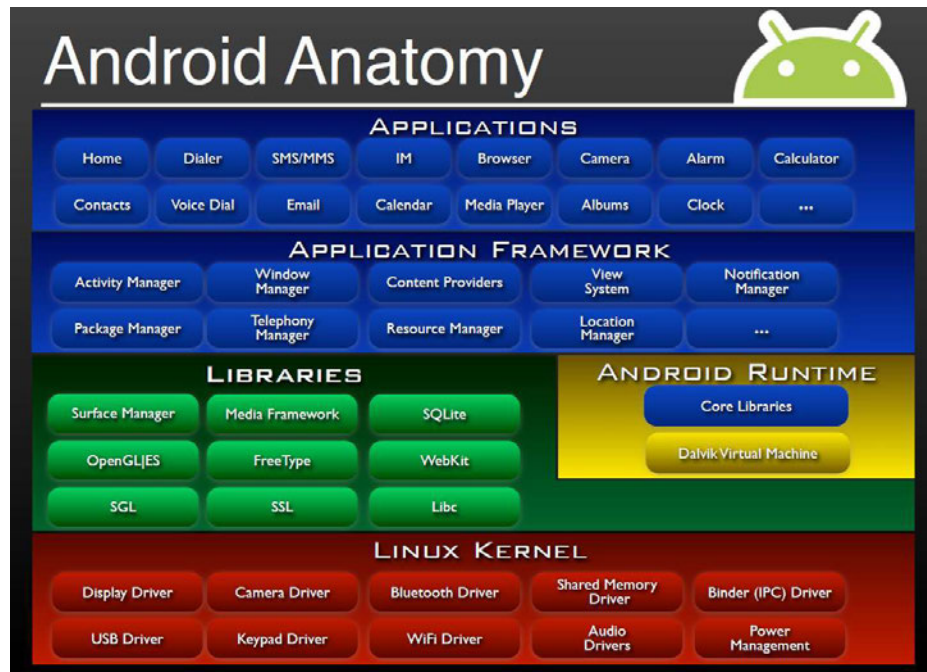 Android Anatomy
APPLICATIONS
Home Dialer SMS/MMS IM Browser Camera Alarm Calculator
Contacts Voice Dial Email Calendar Media Player Albums Clock ...
APPLICATION FRAMEWORK
Activity Manager Window Manager Content Providers View System Notification Manager
Package Manager Telephony Manager Resource Manager Location Manager ...
LIBRARIES
Surface Manager Media Framework SQLite
OpenGL|ES FreeType WebKit
SGL SSL Libc
ANDROID RUNTIME
Core Libraries
Dalvik Virtual Machine
LINUX KERNEL
Display Driver Camera Driver Bluetooth Driver Shared Memory Driver Binder (IPC) Driver
USB Driver Keypad Driver WiFi Driver Audio Drivers Power Management